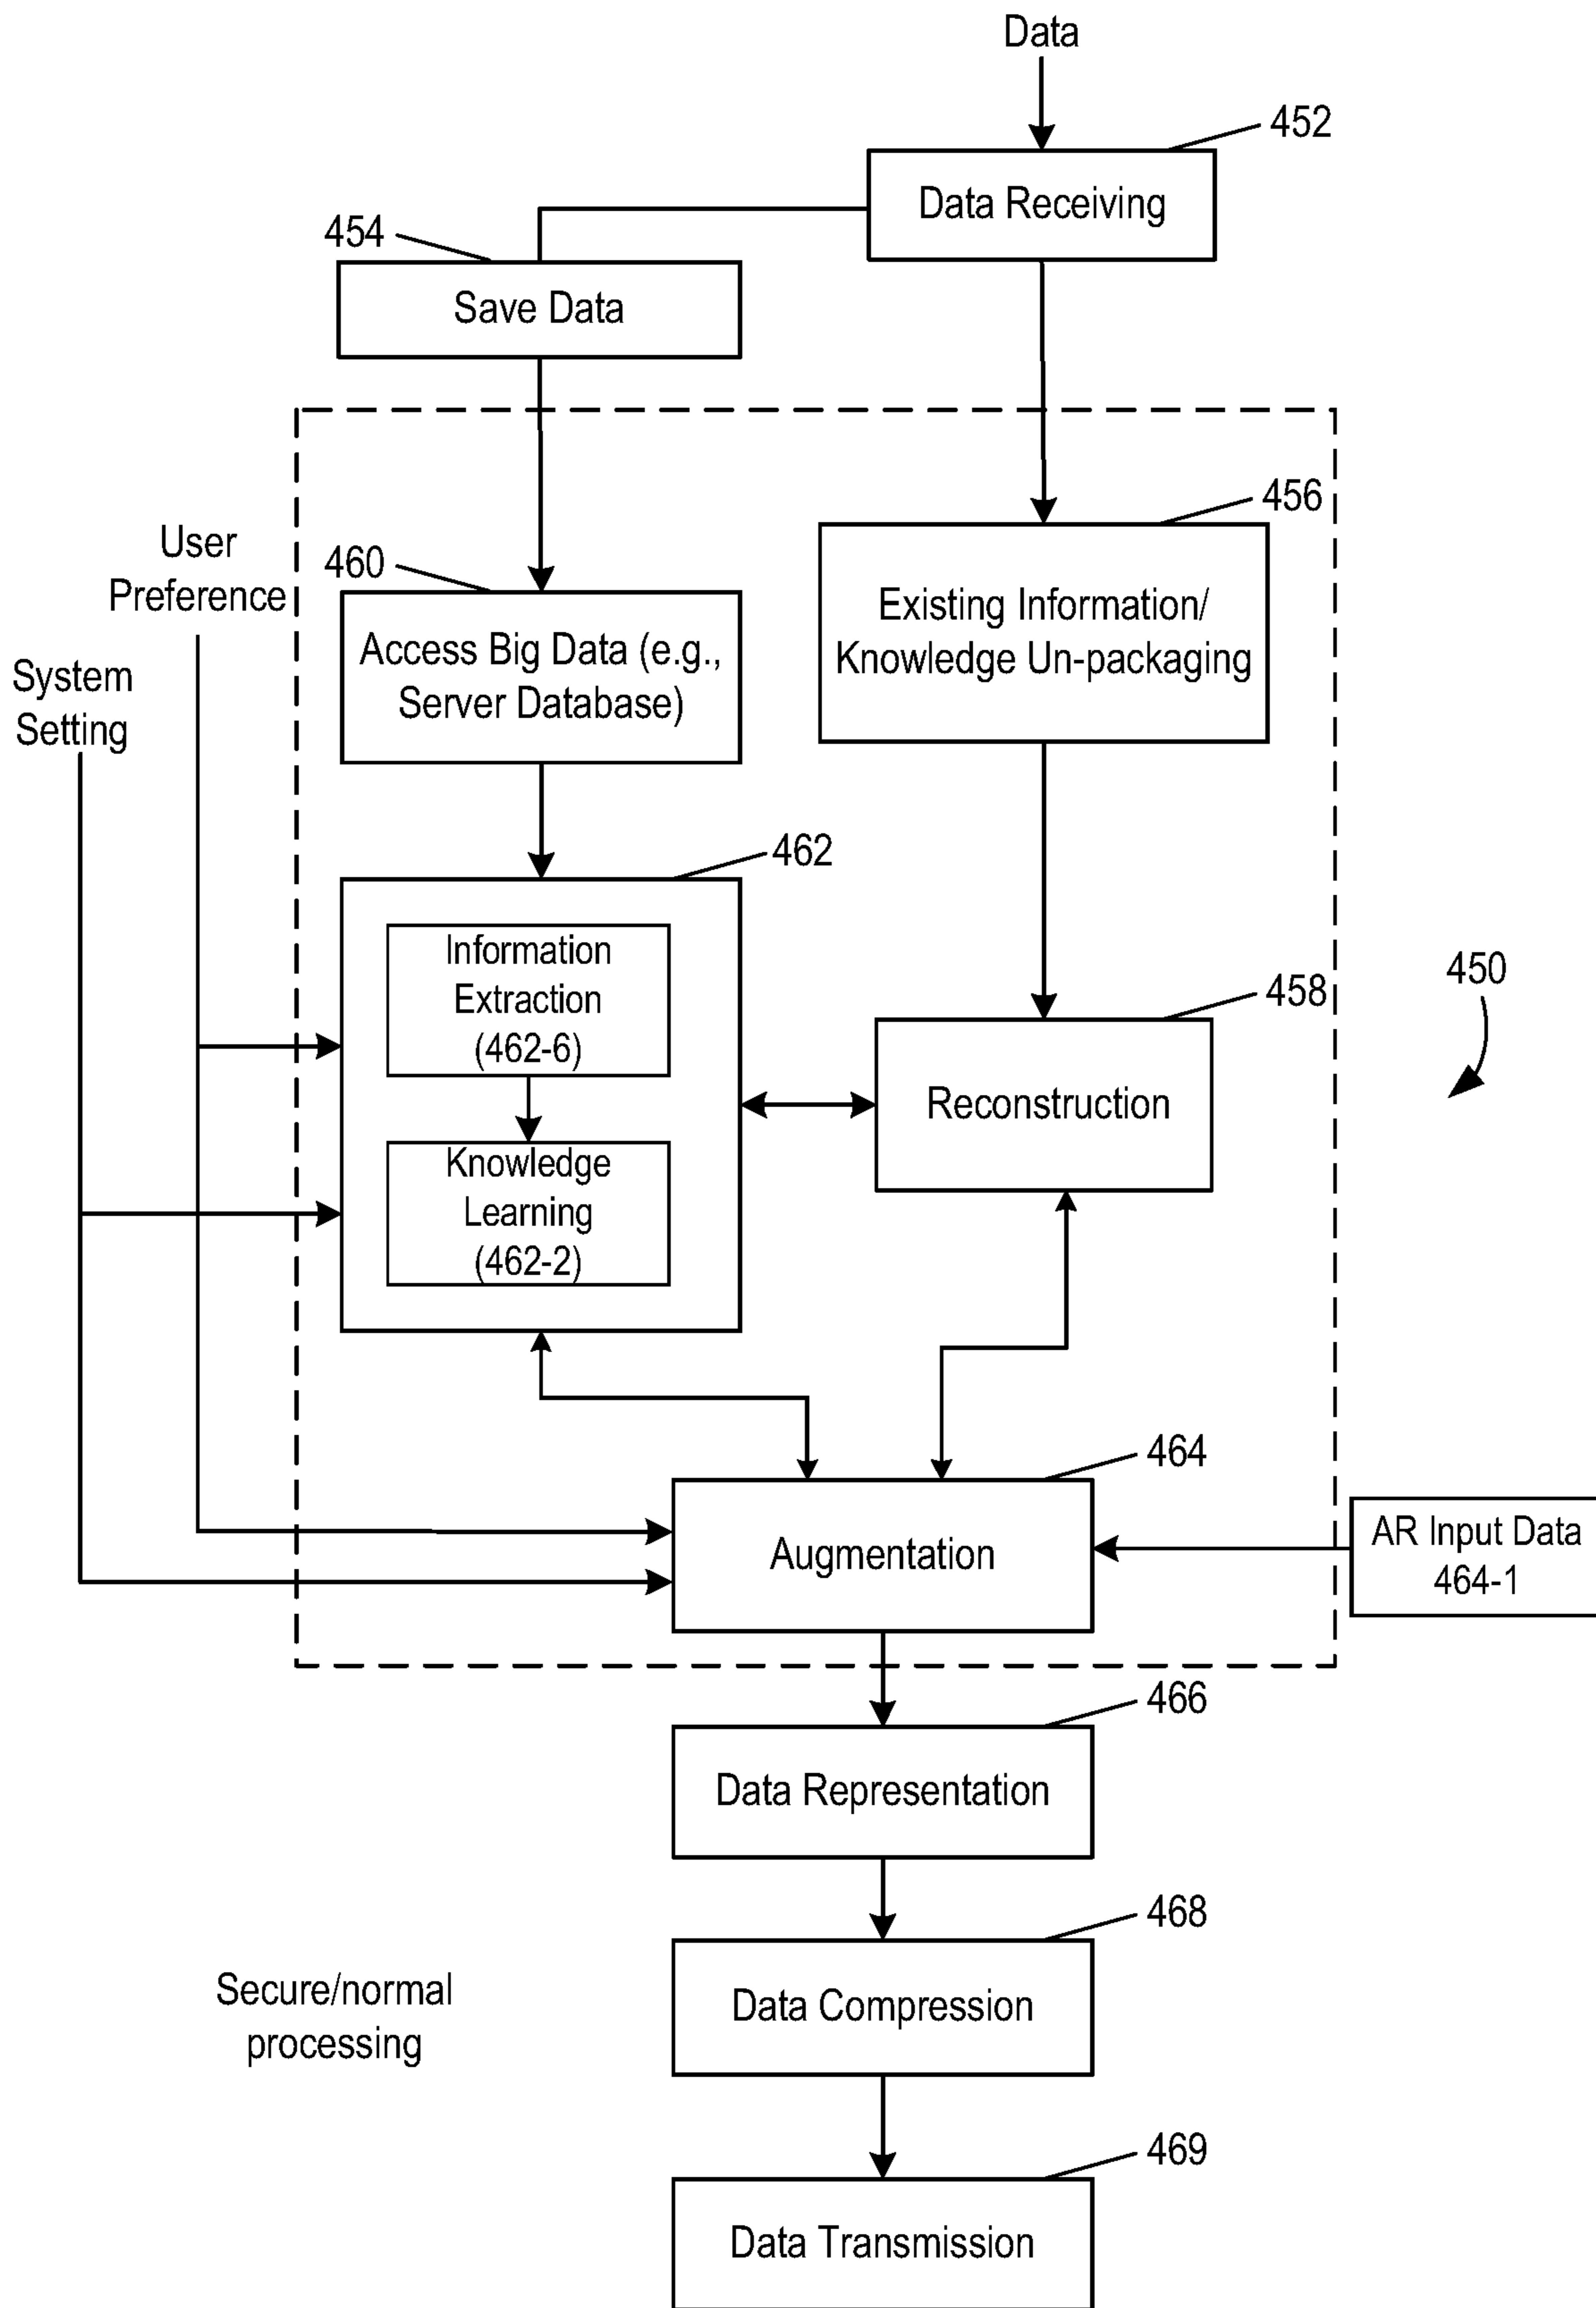 Data
452
Data Receiving
454
Save Data
456
User
Preference
460
Existing Information/
Knowledge Un-packaging
Access Big Data (e.g.,
Server Database)
System
Setting
462
Information
Extraction
(462-6)
450
458
Reconstruction
Knowledge
Learning
(462-2)
464
Augmentation
AR Input Data
464-1
466
Data Representation
468
Data Compression
Secure/normal
processing
469
Data Transmission